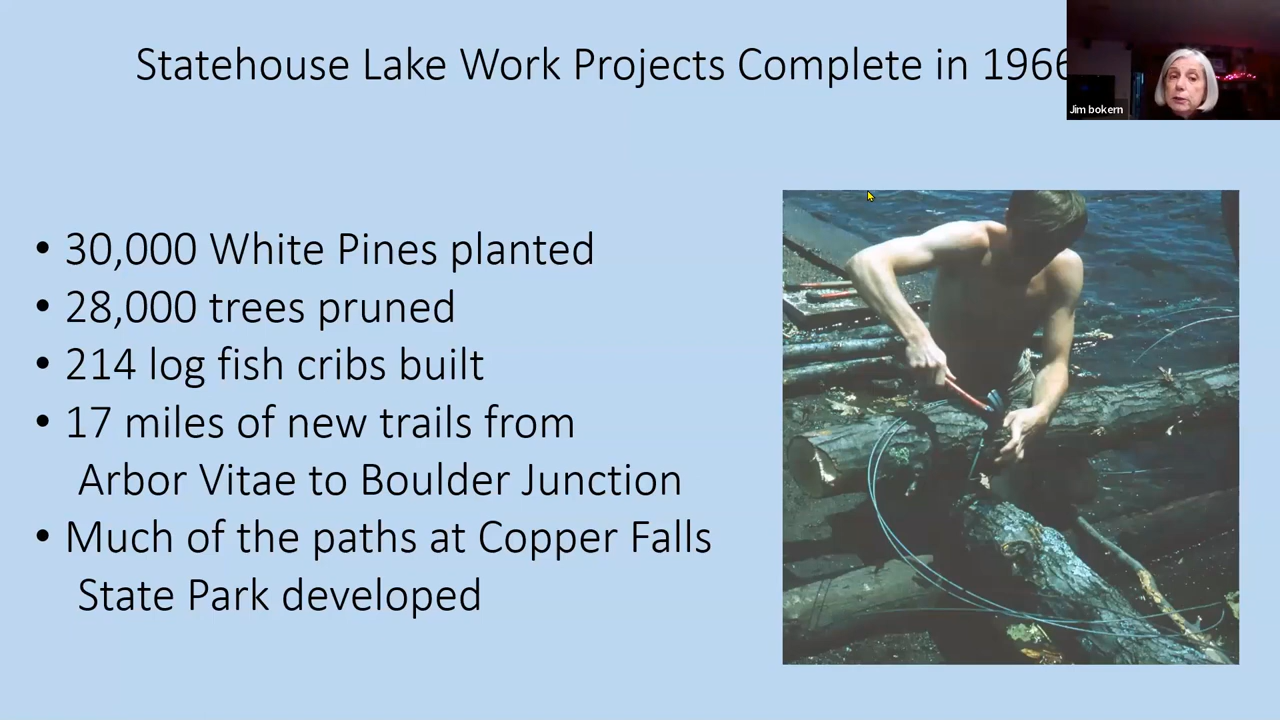 Statehouse Lake Work Projects Complete in 1966
Jim bokern
• 30,000 White Pines planted
• 28,000 trees pruned
• 214 log fish cribs built
• 17 miles of new trails from
Arbor Vitae to Boulder Junction
• Much of the paths at Copper Falls
State Park developed